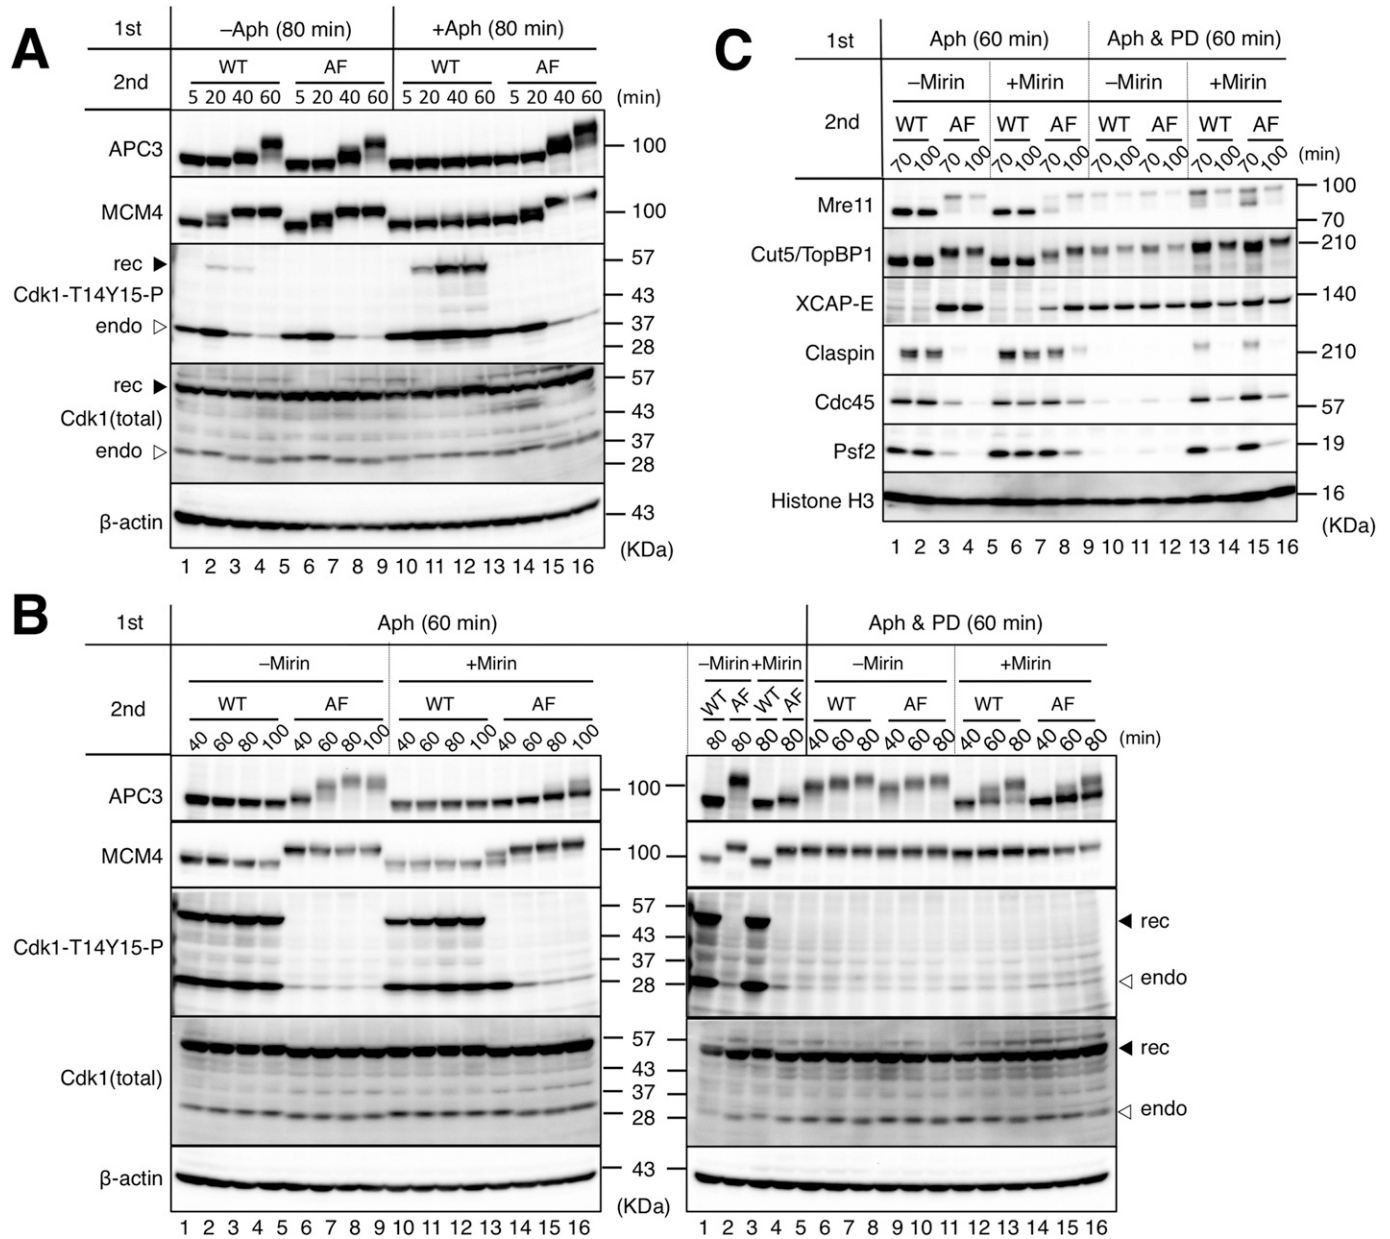 A
1st –Aph (80 min) +Aph (80 min)
2nd WT AF WT AF
5 20 40 60 5 20 40 60 5 20 40 60 5 20 40 60 (min)
APC3 100
MCM4 100
rec 57
Cdk1-T14Y15-P 43
endo 37
28
rec 57
Cdk1(total) 43
endo 37
28
β-actin 43
(KDa)
1 2 3 4 5 6 7 8 9 10 11 12 13 14 15 16
C
1st Aph (60 min) Aph & PD (60 min)
–Mirin +Mirin –Mirin +Mirin
2nd WT AF WT AF WT AF WT AF
70 100 70 100 70 100 70 100 70 100 70 100 70 100 70 100 (min)
Mre11 100
70
Cut5/TopBP1 210
XCAP-E 140
Claspin 210
Cdc45 57
Psf2 19
Histone H3 16
(KDa)
1 2 3 4 5 6 7 8 9 10 11 12 13 14 15 16
B
1st Aph (60 min) Aph & PD (60 min)
–Mirin +Mirin –Mirin +Mirin –Mirin +Mirin
2nd WT AF WT AF WT AF WT AF WT AF WT AF
40 60 80 100 40 60 80 100 40 60 80 100 40 60 80 100 80 80 80 80 40 60 80 40 60 80 40 60 80 40 60 80 (min)
APC3 100
MCM4 100
57 rec
Cdk1-T14Y15-P 43
37
28 endo
57 rec
Cdk1(total) 43
37
28 endo
β-actin 43
(KDa)
1 2 3 4 5 6 7 8 9 10 11 12 13 14 15 16 1 2 3 4 5 6 7 8 9 10 11 12 13 14 15 16